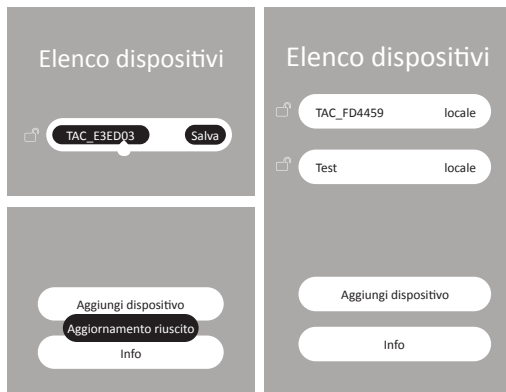 Elenco dispositivi
TAC_E3ED03 Salva
Aggiungi dispositivo
Aggiornamento riuscito
Info
Elenco dispositivi
TAC_FD4459 locale
Test locale
Aggiungi dispositivo
Info